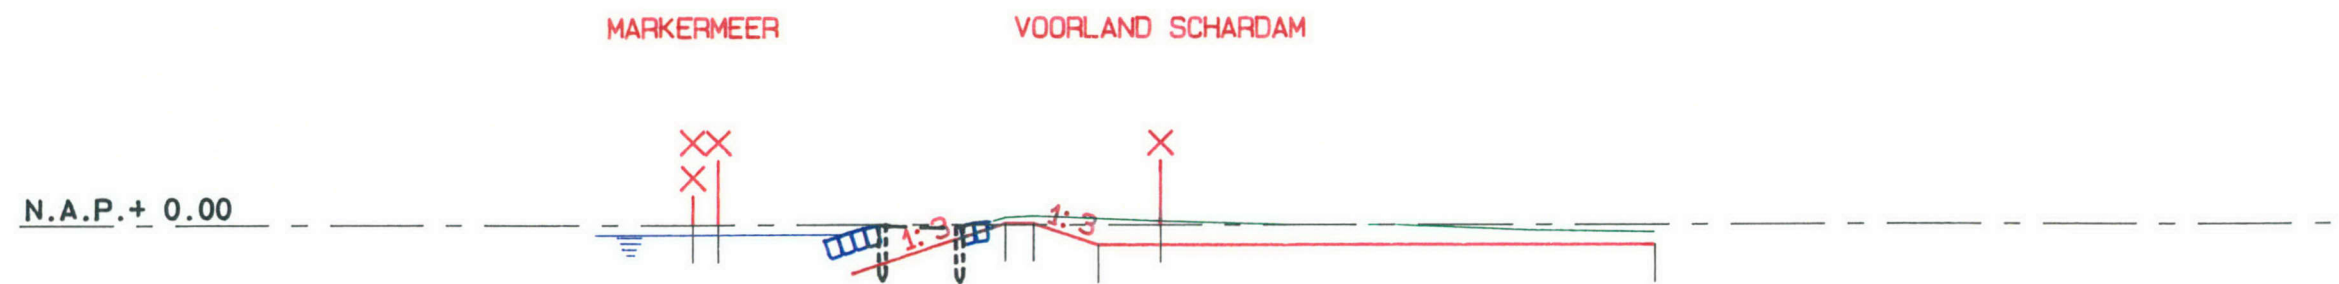 MARKERMEER
VOORLAND SCHARDAM
N.A.P.+ 0.00
1:3
1:3